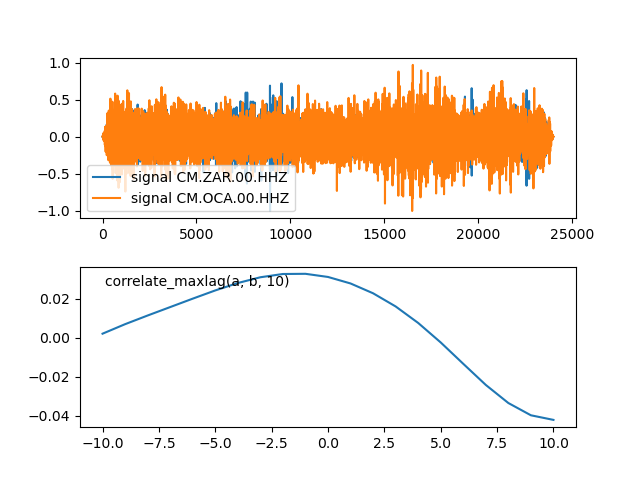 1.0
0.5
0.0
−0.5
−1.0
signal CM.ZAR.00.HHZ
signal CM.OCA.00.HHZ
0 5000 10000 15000 20000 25000
correlate_maxlag(a, b, 10)
0.02
0.00
−0.02
−0.04
−10.0 −7.5 −5.0 −2.5 0.0 2.5 5.0 7.5 10.0